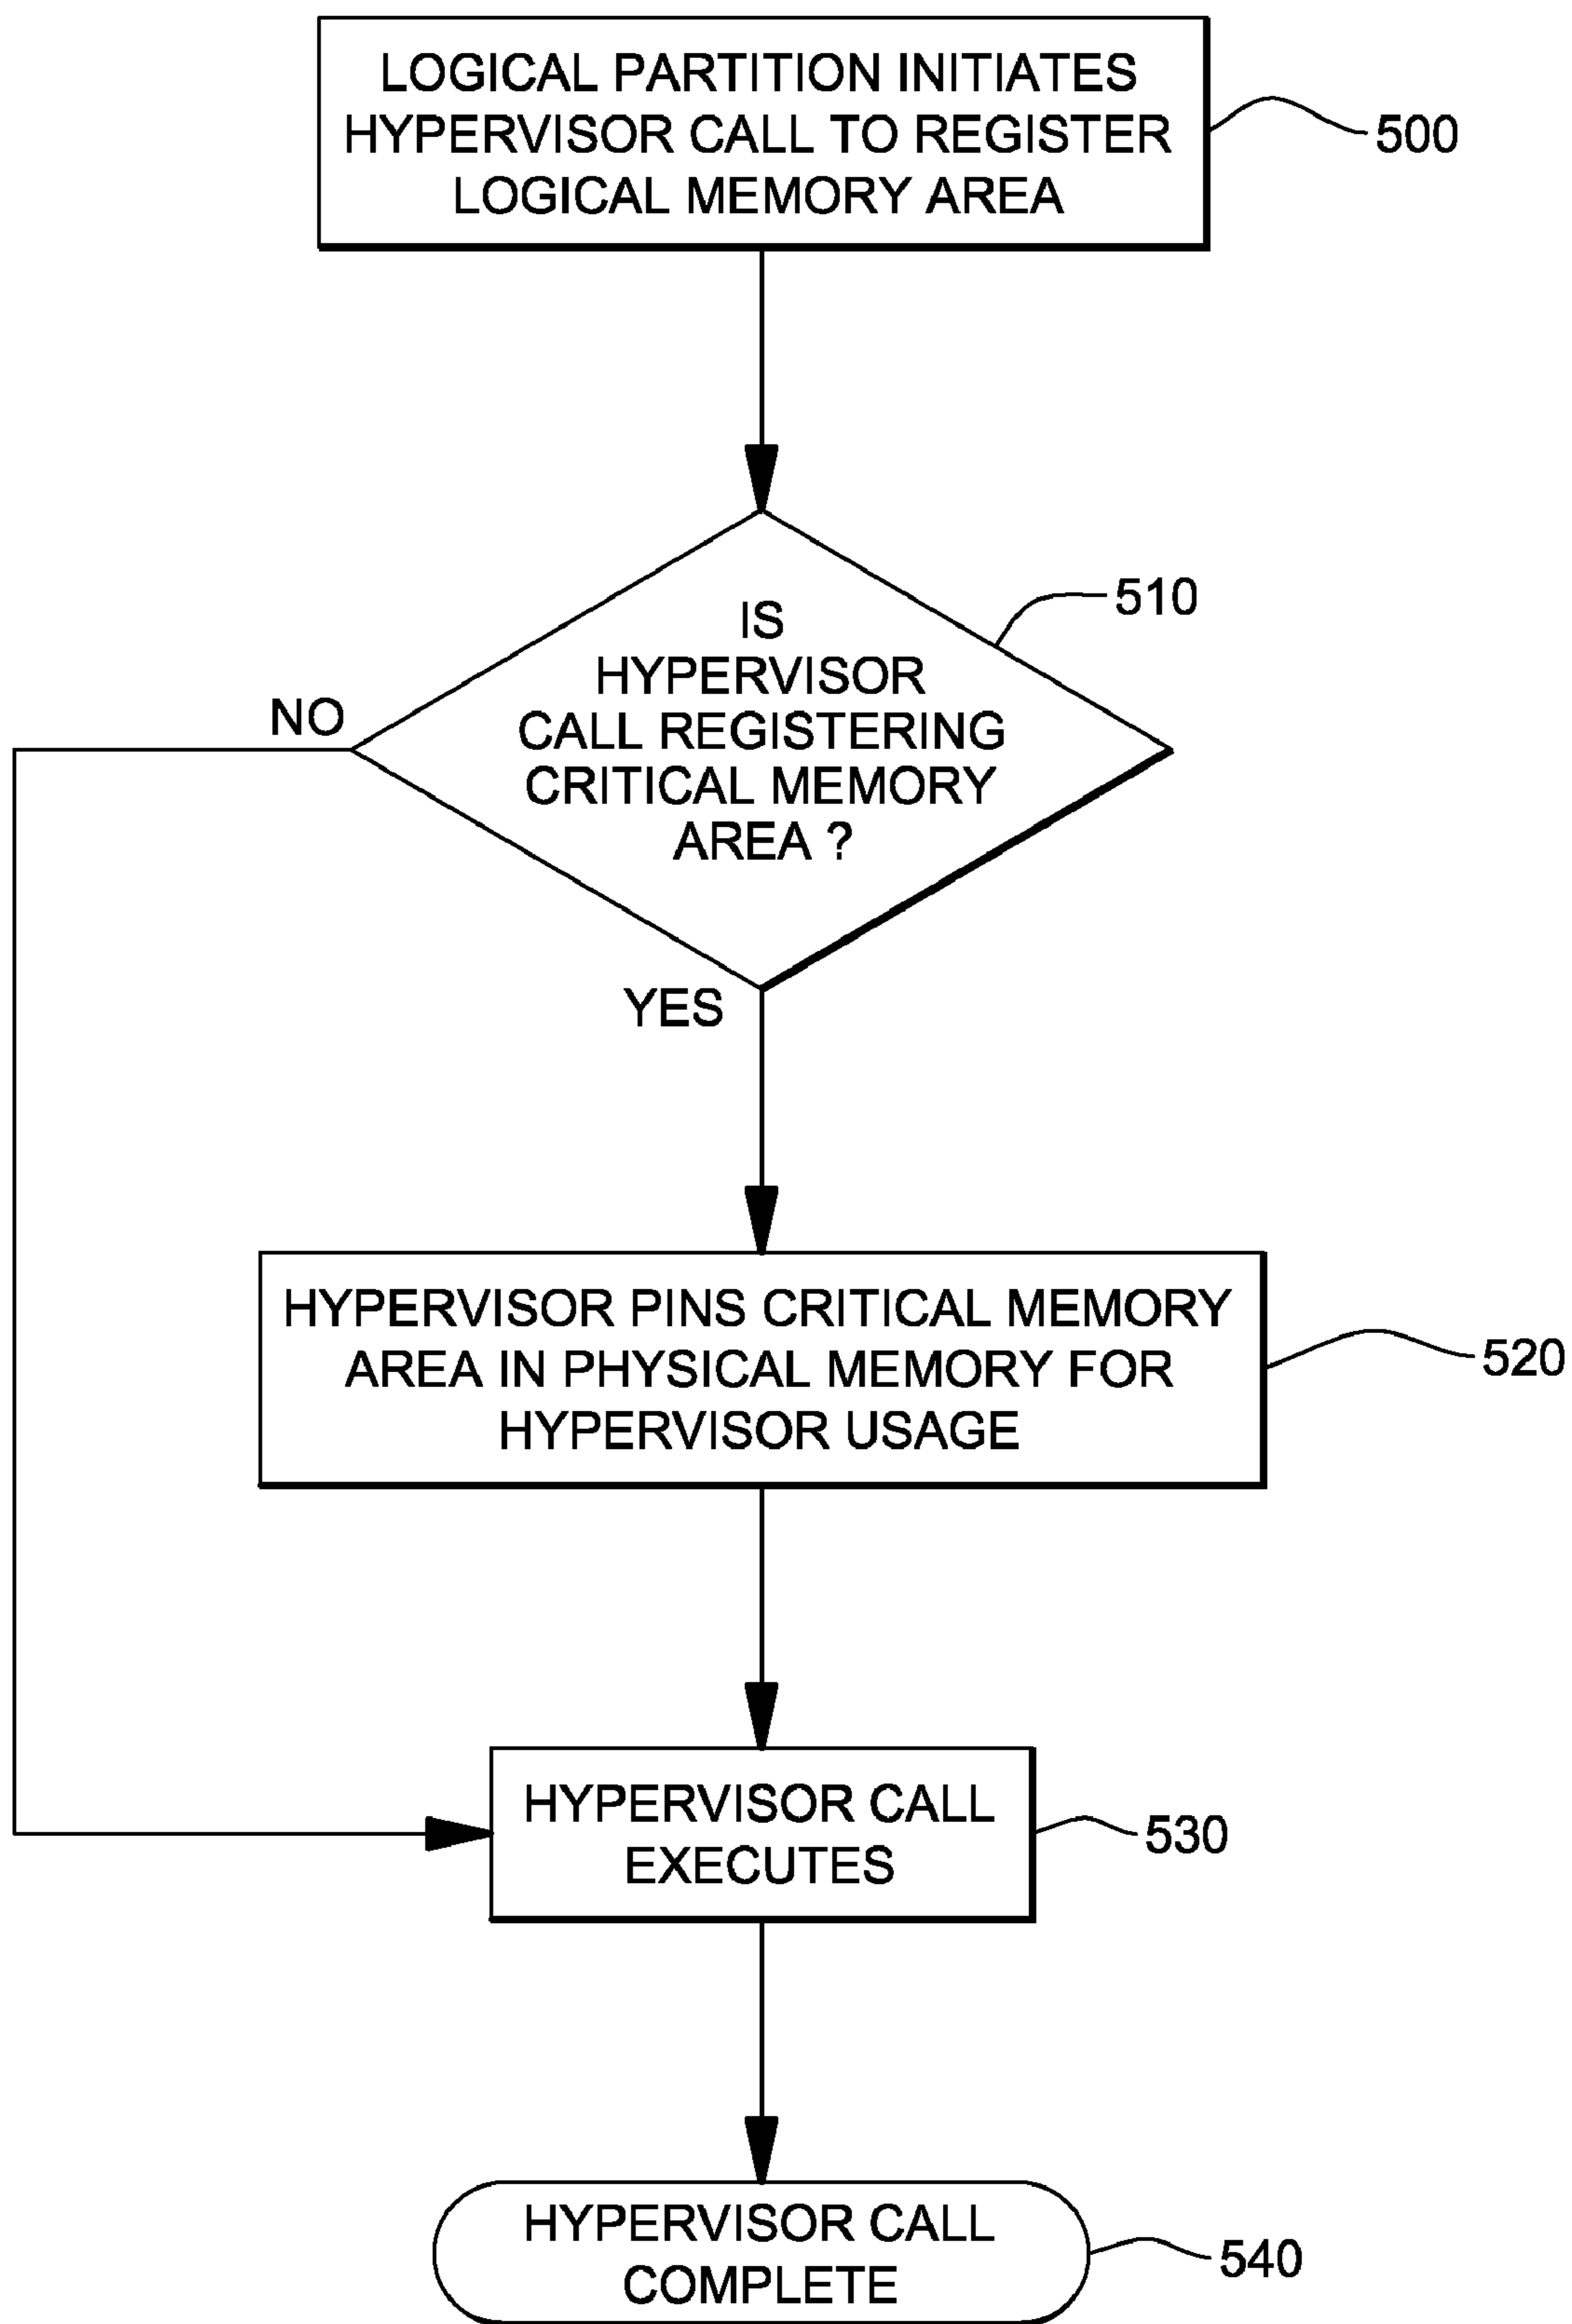 LOGICAL PARTITION INITIATES
HYPERVISOR CALL TO REGISTER
LOGICAL MEMORY AREA
500
IS
HYPERVISOR
CALL REGISTERING
CRITICAL MEMORY
AREA ?
510
NO
YES
HYPERVISOR PINS CRITICAL MEMORY
AREA IN PHYSICAL MEMORY FOR
HYPERVISOR USAGE
520
HYPERVISOR CALL
EXECUTES
530
HYPERVISOR CALL
COMPLETE
540